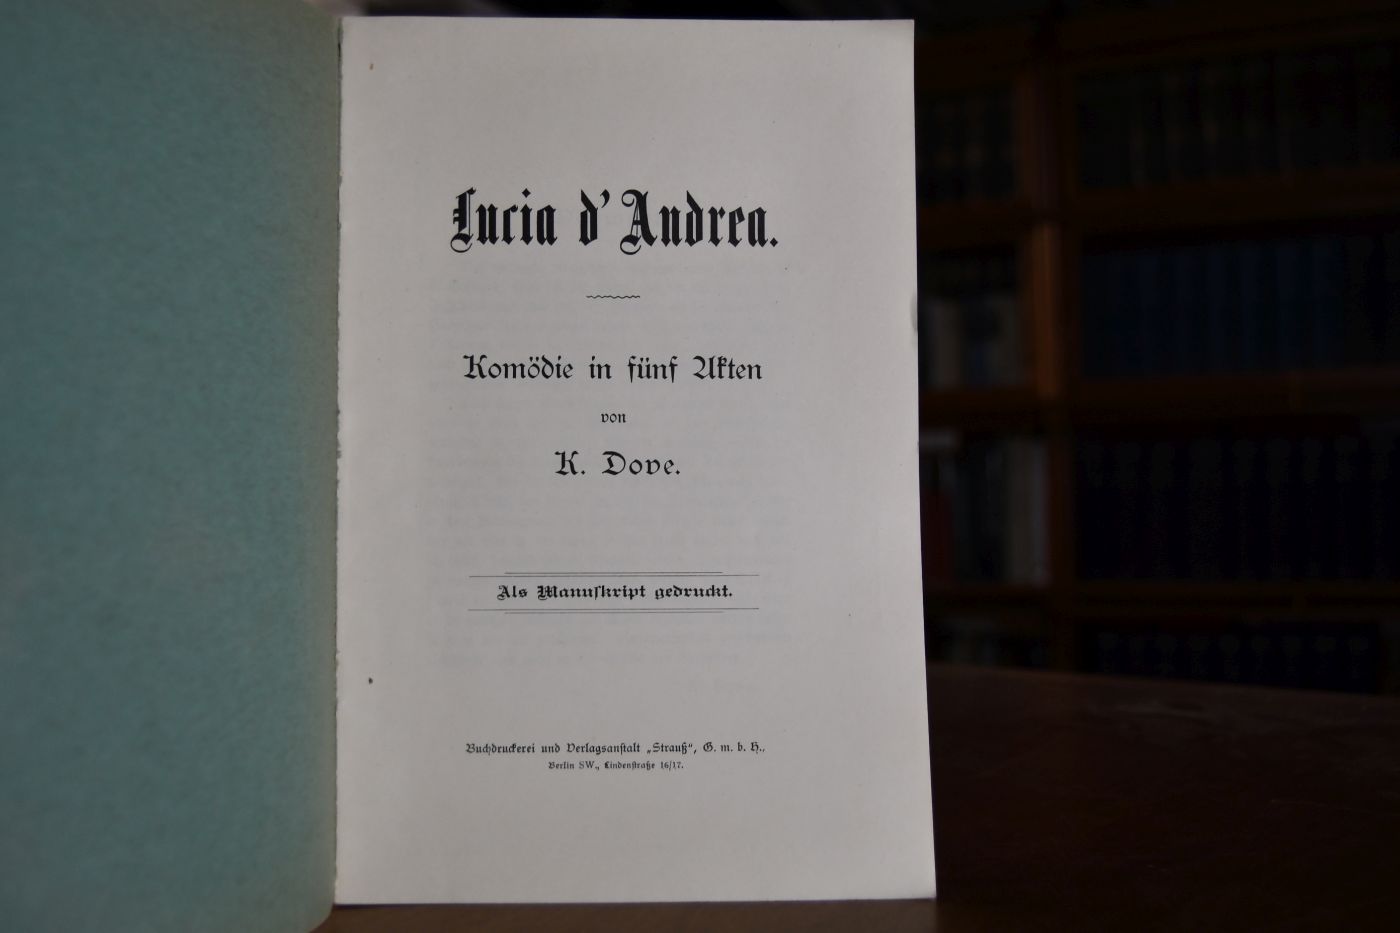 Lucia d'Andrea.
Komödie in fünf Akten
von
K. Dove.
Als Manuſkript gedruckt.
Buchdruckerei und Verlagsanſtalt „Strauß“, G. m. b. H.,
Berlin SW., Lindenſtraße 16/17.